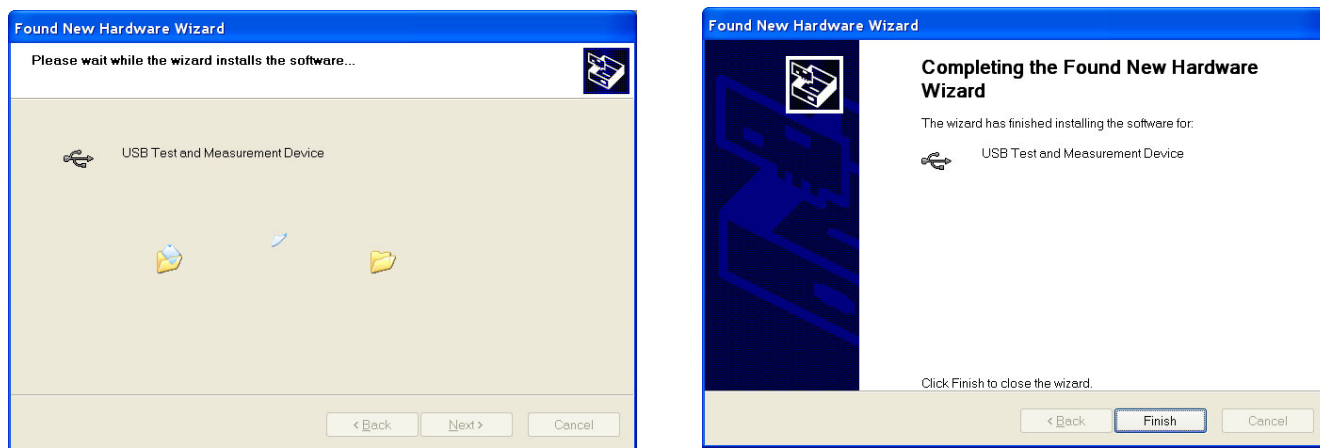 Found New Hardware Wizard
Please wait while the wizard installs the software...
USB Test and Measurement Device
< Back
Next >
Cancel
Found New Hardware Wizard
Completing the Found New Hardware
Wizard
The wizard has finished installing the software for:
USB Test and Measurement Device
Click Finish to close the wizard.
< Back
Finish
Cancel